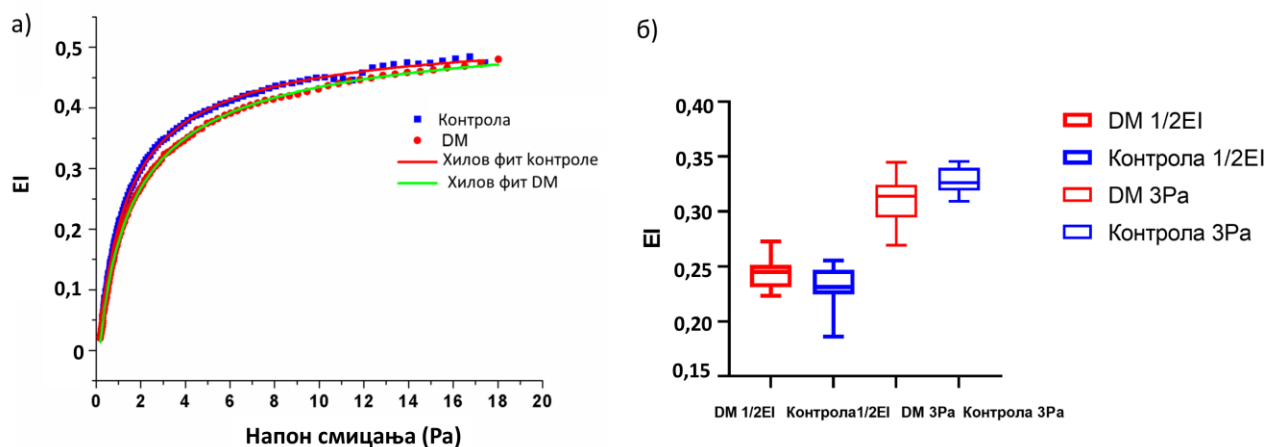 а)
0,5
0,4
0,3
0,2
0,1
0
EI
Контрола
DM
Хилов фит контроле
Хилов фит DM
0 2 4 6 8 10 12 14 16 18 20
Напон смицања (Pa)
б)
0,40
0,35
0,30
0,25
0,20
0,15
EI
DM 1/2EI
Контрола 1/2EI
DM 3Pa
Контрола 3Pa
DM 1/2EI Контрола1/2EI DM 3Pa Контрола 3Pa